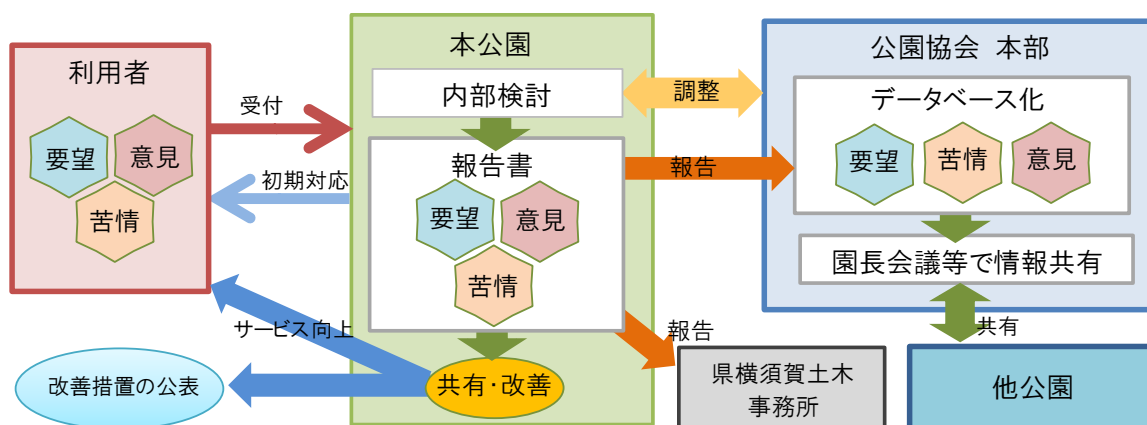 利用者
要望
意見
苦情
受付
初期対応
サービス向上
改善措置の公表
本公園
内部検討
報告書
要望
意見
苦情
共有・改善
調整
報告
報告
県横須賀土木
事務所
公園協会 本部
データベース化
要望
苦情
意見
園長会議等で情報共有
共有
他公園